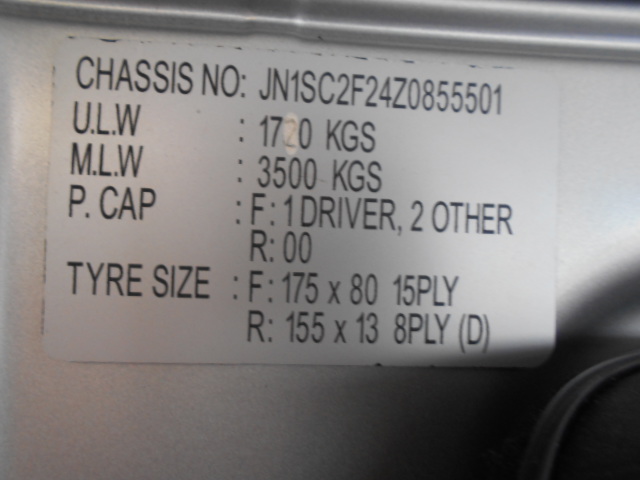 CHASSIS NO: JN1SC2F24Z0855501
U.L.W : 1720 KGS
M.L.W : 3500 KGS
P. CAP : F: 1 DRIVER, 2 OTHER
R: 00
TYRE SIZE : F: 175 x 80 15PLY
R: 155 x 13 8PLY (D)